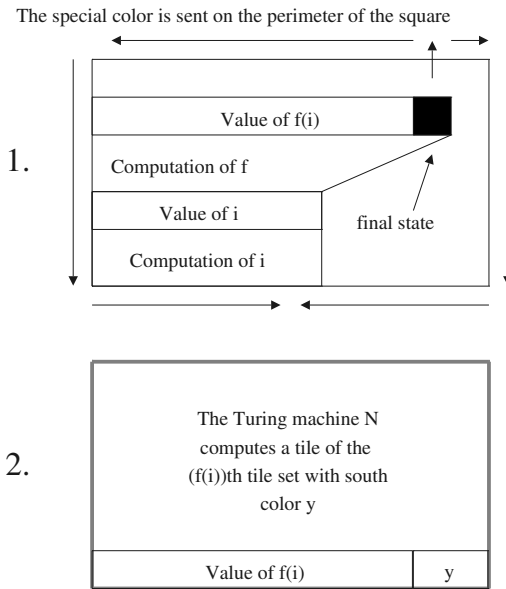 The special color is sent on the perimeter of the square
1.
Value of f(i)
Computation of f
Value of i
final state
Computation of i
2.
The Turing machine N
computes a tile of the
(f(i))th tile set with south
color y
Value of f(i)
y